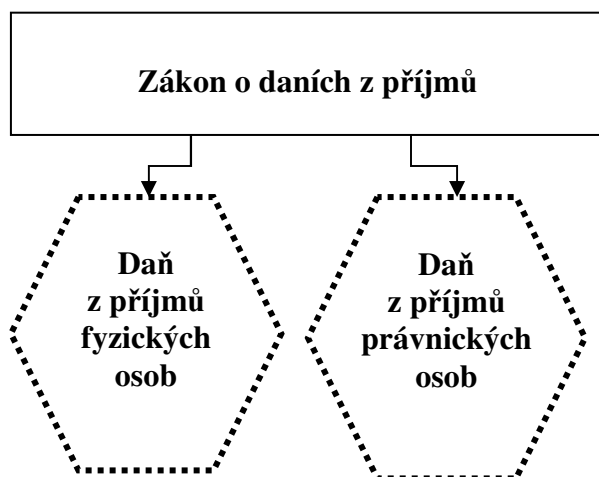 Zákon o daních z příjmů
Daň
z příjmů
fyzických
osob
Daň
z příjmů
právnických
osob